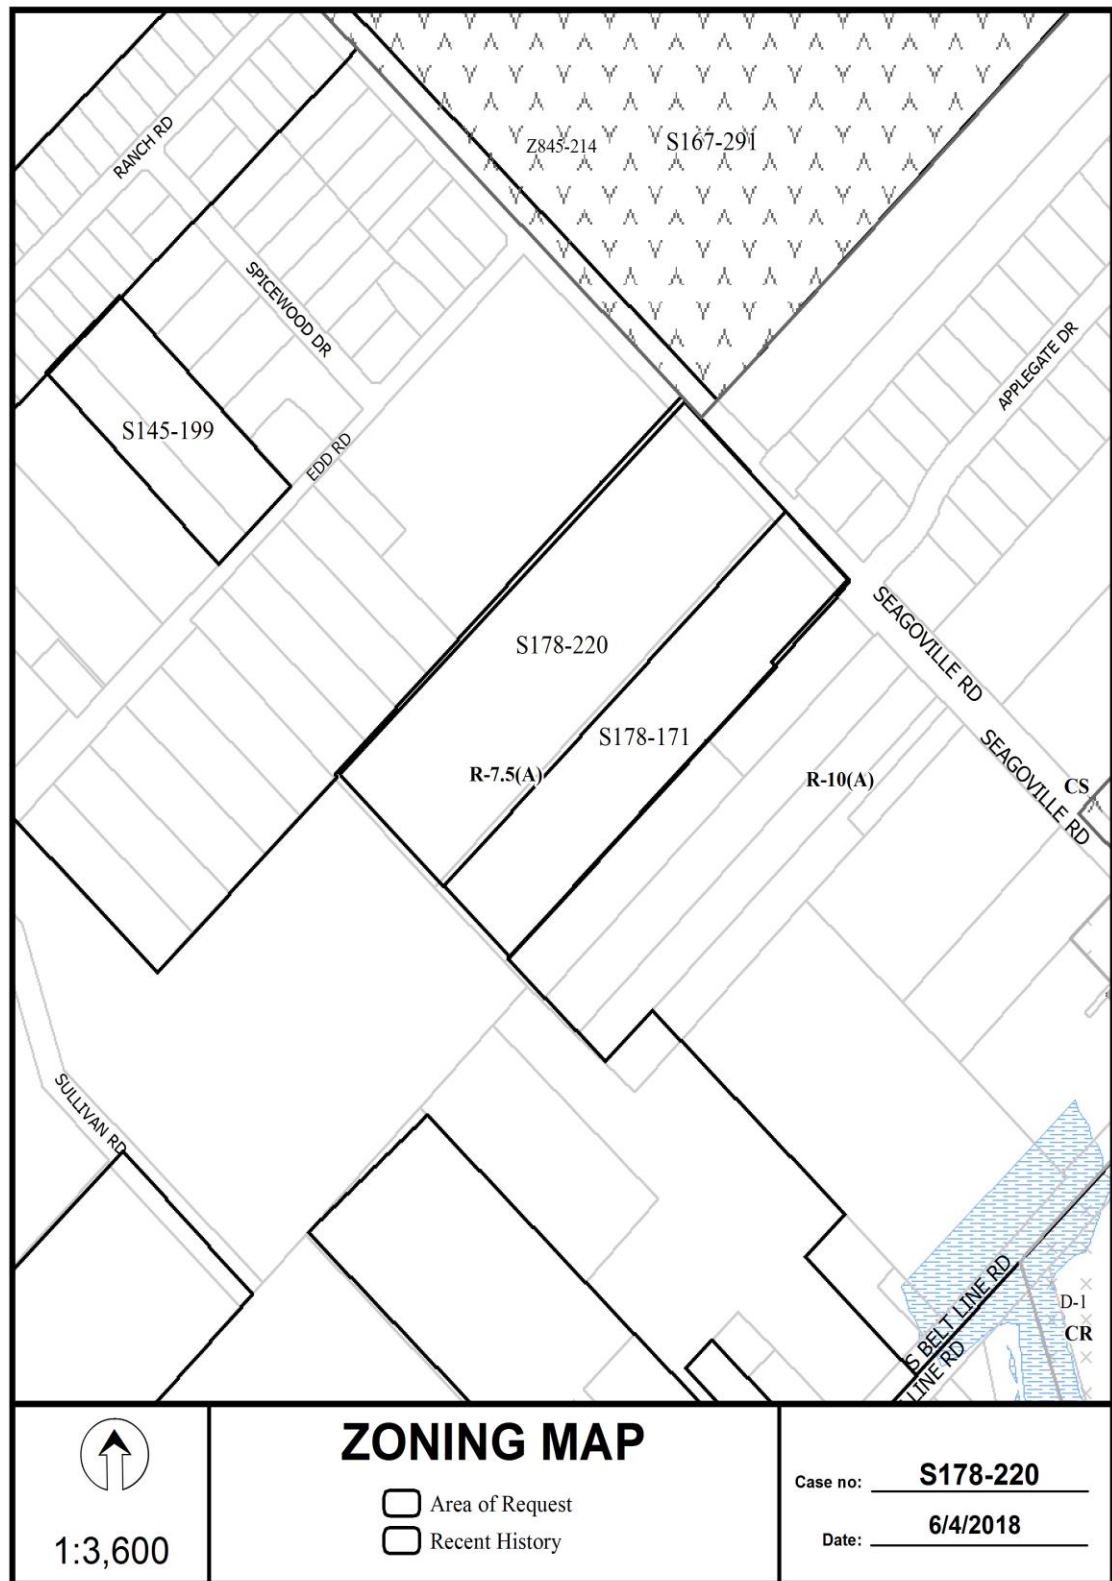 Z845-214
S167-291
RANCH RD
SPICEWOOD DR
APPLEGATE DR
S145-199
EDD RD
SEAGOVILLE RD
S178-220
S178-171
SEAGOVILLE RD
R-7.5(A)
R-10(A)
CS
SULLIVAN RD
S BELT LINE RD
LINE RD
D-1
CR
1:3,600
ZONING MAP
Area of Request
Recent History
Case no: S178-220
Date: 6/4/2018